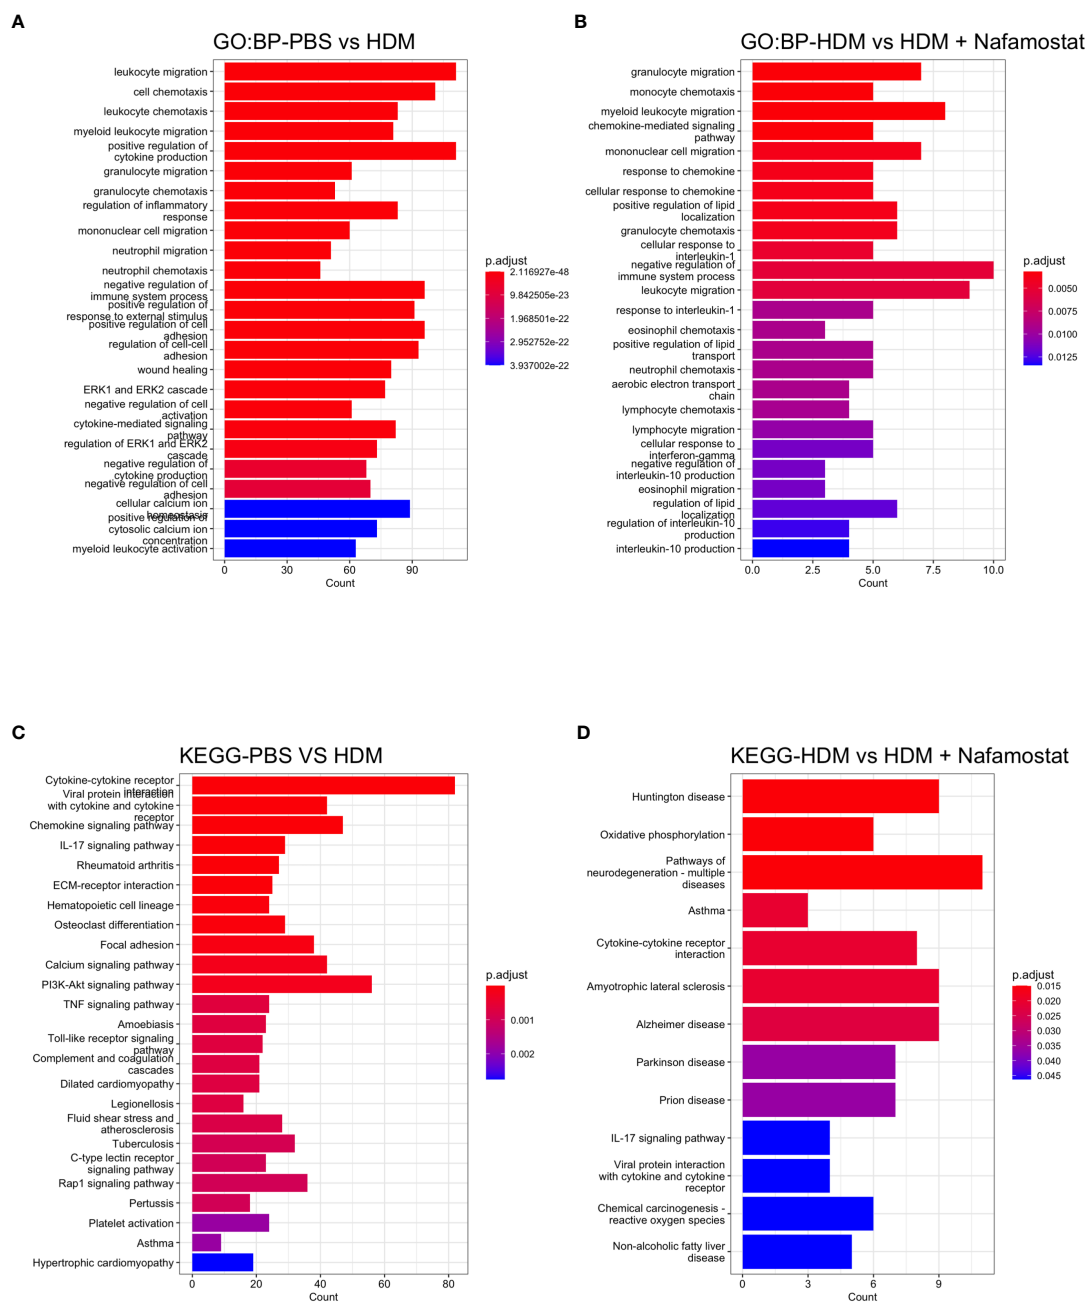 A
GO:BP-PBS vs HDM
leukocyte migration
cell chemotaxis
leukocyte chemotaxis
myeloid leukocyte migration
positive regulation of
cytokine production
granulocyte migration
granulocyte chemotaxis
regulation of inflammatory
response
mononuclear cell migration
neutrophil migration
neutrophil chemotaxis
negative regulation of
immune system process
positive regulation of
response to external stimulus
positive regulation of cell
adhesion
regulation of cell-cell
adhesion
wound healing
ERK1 and ERK2 cascade
negative regulation of cell
activation
cytokine-mediated signaling
pathway
regulation of ERK1 and ERK2
cascade
negative regulation of
cytokine production
negative regulation of cell
adhesion
cellular calcium ion
homeostasis
positive regulation of
cytosolic calcium ion
concentration
myeloid leukocyte activation
0 30 60 90
Count
p.adjust
2.116927e-48
9.842505e-23
1.968501e-22
2.952752e-22
3.937002e-22
B
GO:BP-HDM vs HDM + Nafamostat
granulocyte migration
monocyte chemotaxis
myeloid leukocyte migration
chemokine-mediated signaling
pathway
mononuclear cell migration
response to chemokine
cellular response to chemokine
positive regulation of lipid
localization
granulocyte chemotaxis
cellular response to
interleukin-1
negative regulation of
immune system process
leukocyte migration
response to interleukin-1
eosinophil chemotaxis
positive regulation of lipid
transport
neutrophil chemotaxis
aerobic electron transport
chain
lymphocyte chemotaxis
lymphocyte migration
cellular response to
interferon-gamma
negative regulation of
interleukin-10 production
eosinophil migration
regulation of lipid
localization
regulation of interleukin-10
production
interleukin-10 production
0.0 2.5 5.0 7.5 10.0
Count
p.adjust
0.0050
0.0075
0.0100
0.0125
C
KEGG-PBS VS HDM
Cytokine-cytokine receptor
interaction
Viral protein interaction
with cytokine and cytokine
receptor
Chemokine signaling pathway
IL-17 signaling pathway
Rheumatoid arthritis
ECM-receptor interaction
Hematopoietic cell lineage
Osteoclast differentiation
Focal adhesion
Calcium signaling pathway
PI3K-Akt signaling pathway
TNF signaling pathway
Amoebiasis
Toll-like receptor signaling
pathway
Complement and coagulation
cascades
Dilated cardiomyopathy
Legionellosis
Fluid shear stress and
atherosclerosis
Tuberculosis
C-type lectin receptor
signaling pathway
Rap1 signaling pathway
Pertussis
Platelet activation
Asthma
Hypertrophic cardiomyopathy
0 20 40 60 80
Count
p.adjust
0.001
0.002
D
KEGG-HDM vs HDM + Nafamostat
Huntington disease
Oxidative phosphorylation
Pathways of
neurodegeneration - multiple
diseases
Asthma
Cytokine-cytokine receptor
interaction
Amyotrophic lateral sclerosis
Alzheimer disease
Parkinson disease
Prion disease
IL-17 signaling pathway
Viral protein interaction
with cytokine and cytokine
receptor
Chemical carcinogenesis -
reactive oxygen species
Non-alcoholic fatty liver
disease
0 3 6 9
Count
p.adjust
0.015
0.020
0.025
0.030
0.035
0.040
0.045